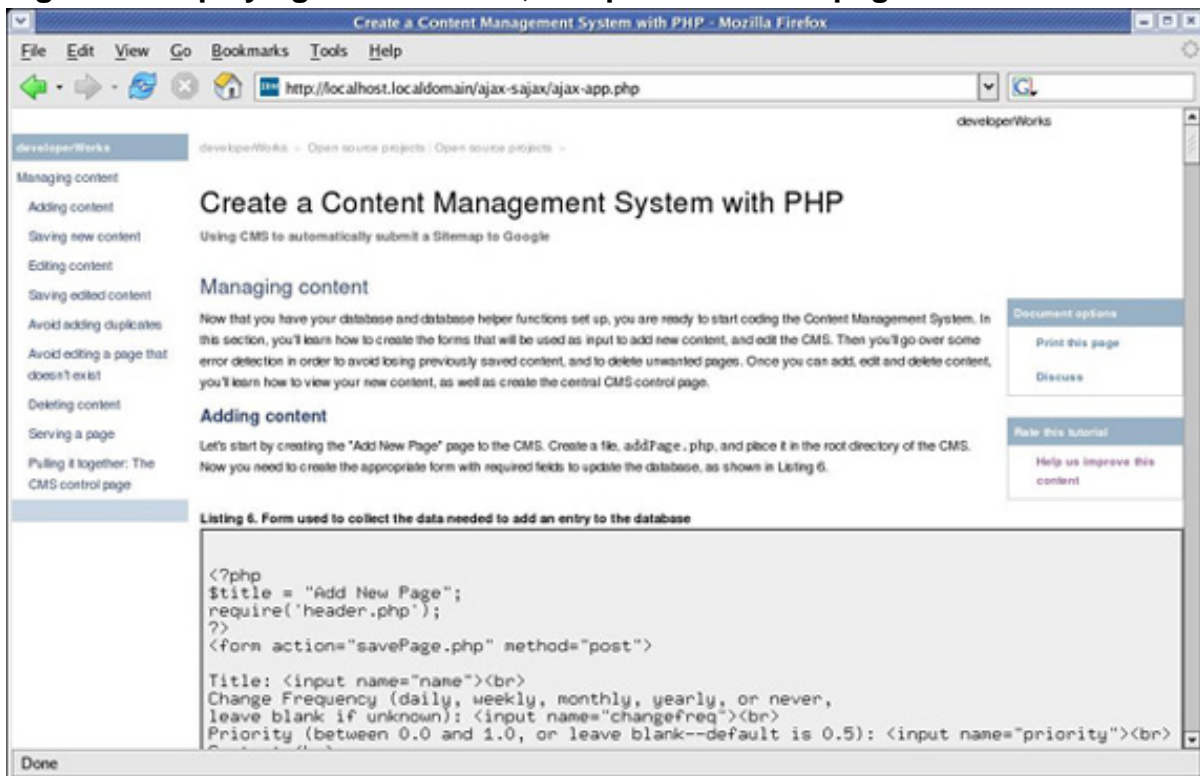 Create a Content Management System with PHP - Mozilla Firefox
File Edit View Go Bookmarks Tools Help
http://localhost.localdomain/ajax-sajax/ajax-app.php
developerWorks
developerWorks
Managing content
Adding content
Saving new content
Editing content
Saving edited content
Avoid adding duplicates
Avoid editing a page that
doesn't exist
Deleting content
Serving a page
Pulling it together: The
CMS control page
developerWorks > Open source projects | Open source projects >
Create a Content Management System with PHP
Using CMS to automatically submit a Sitemap to Google
Managing content
Now that you have your database and database helper functions set up, you are ready to start coding the Content Management System. In
this section, you'll learn how to create the forms that will be used as input to add new content, and edit the CMS. Then you'll go over some
error detection in order to avoid losing previously saved content, and to delete unwanted pages. Once you can add, edit and delete content,
you'll learn how to view your new content, as well as create the central CMS control page.
Adding content
Let's start by creating the "Add New Page" page to the CMS. Create a file, addPage.php, and place it in the root directory of the CMS.
Now you need to create the appropriate form with required fields to update the database, as shown in Listing 6.
Document options
Print this page
Discuss
Rate this tutorial
Help us improve this
content
Listing 6. Form used to collect the data needed to add an entry to the database
<?php
$title = "Add New Page";
require('header.php');
?>
<form action="savePage.php" method="post">
Title: <input name="name"><br>
Change Frequency (daily, weekly, monthly, yearly, or never,
leave blank if unknown): <input name="changefreq"><br>
Priority (between 0.0 and 1.0, or leave blank--default is 0.5): <input name="priority"><br>
Done